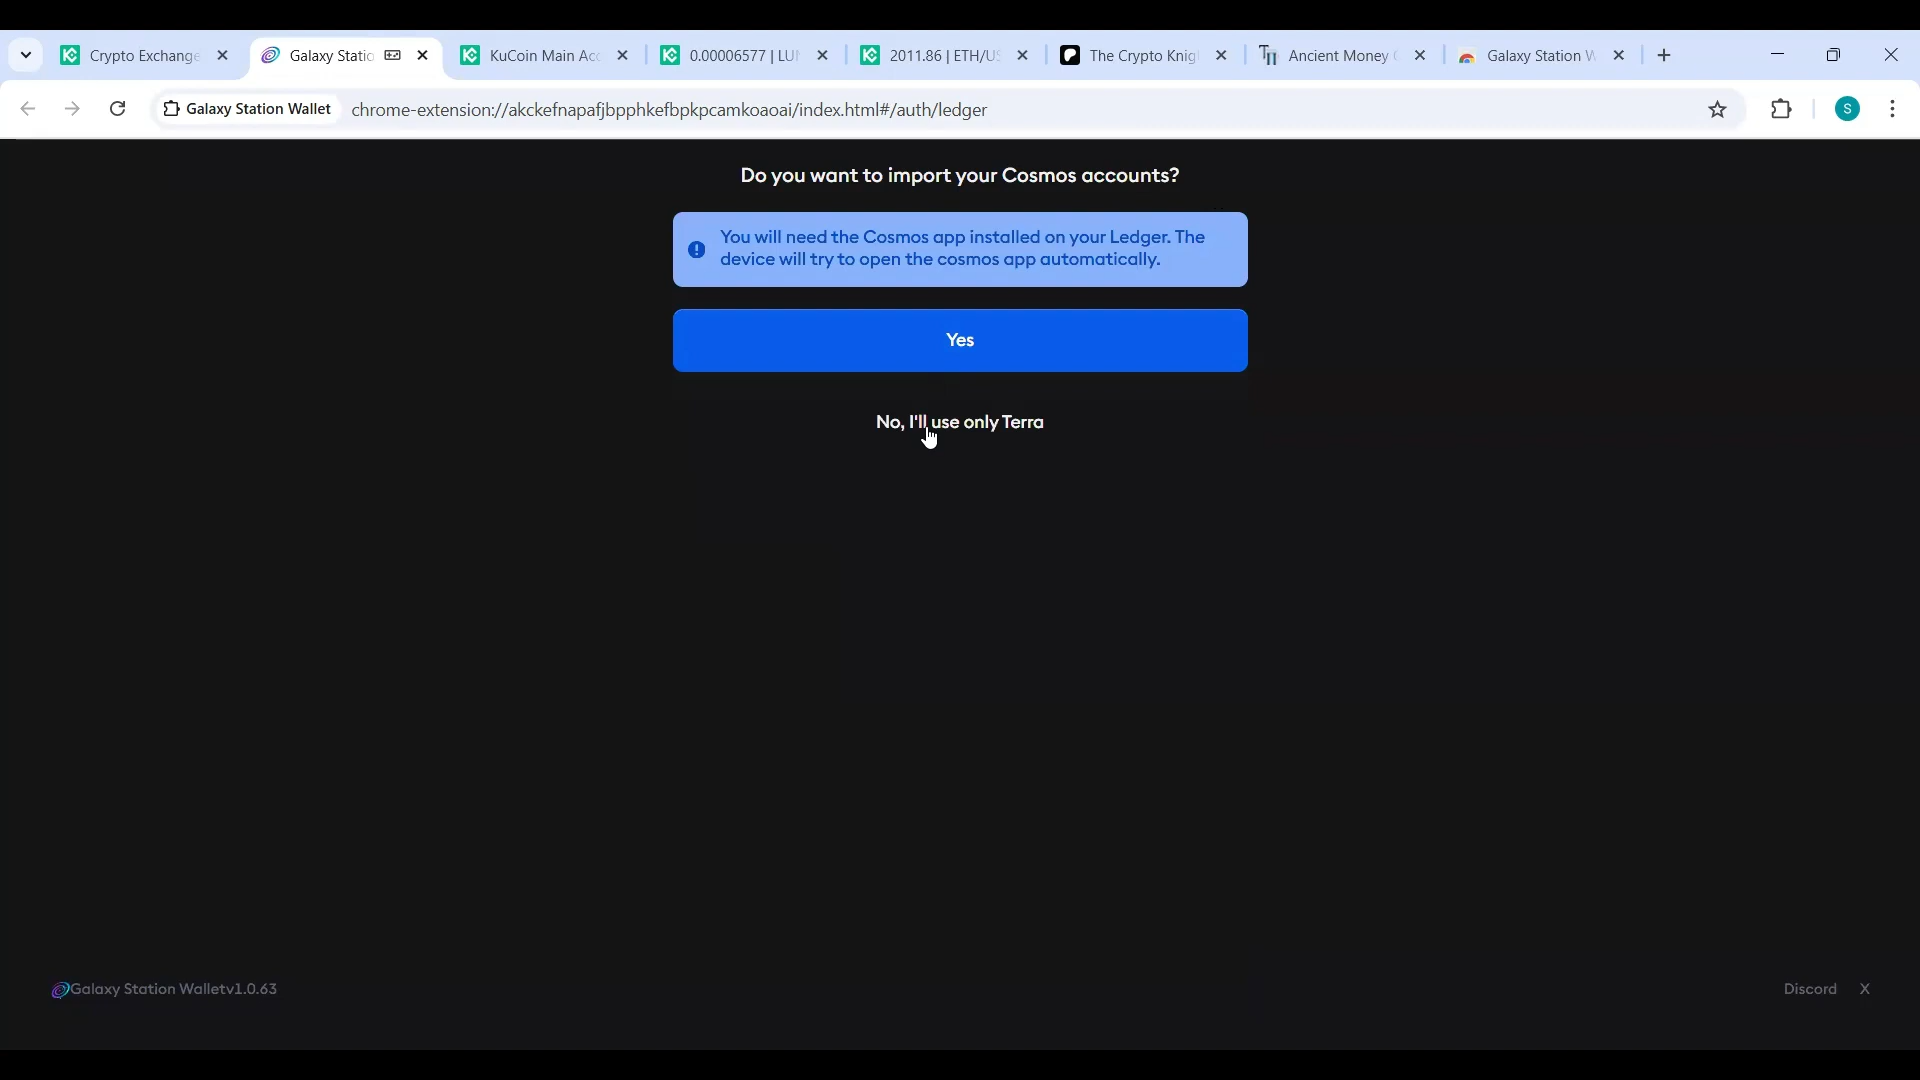 Crypto Exchange
Galaxy Static
KuCoin Main Acc
0.00006577 | LU
2011.86 | ETH/US
The Crypto Knig
Ancient Money
Galaxy Station W
Galaxy Station Wallet
chrome-extension://akckefnapafjbpphkefbpkpcamkoaoai/index.html#/auth/ledger
S
Do you want to import your Cosmos accounts?
You will need the Cosmos app installed on your Ledger. The
device will try to open the cosmos app automatically.
Yes
No, I'll use only Terra
Galaxy Station Walletv1.0.63
Discord
X